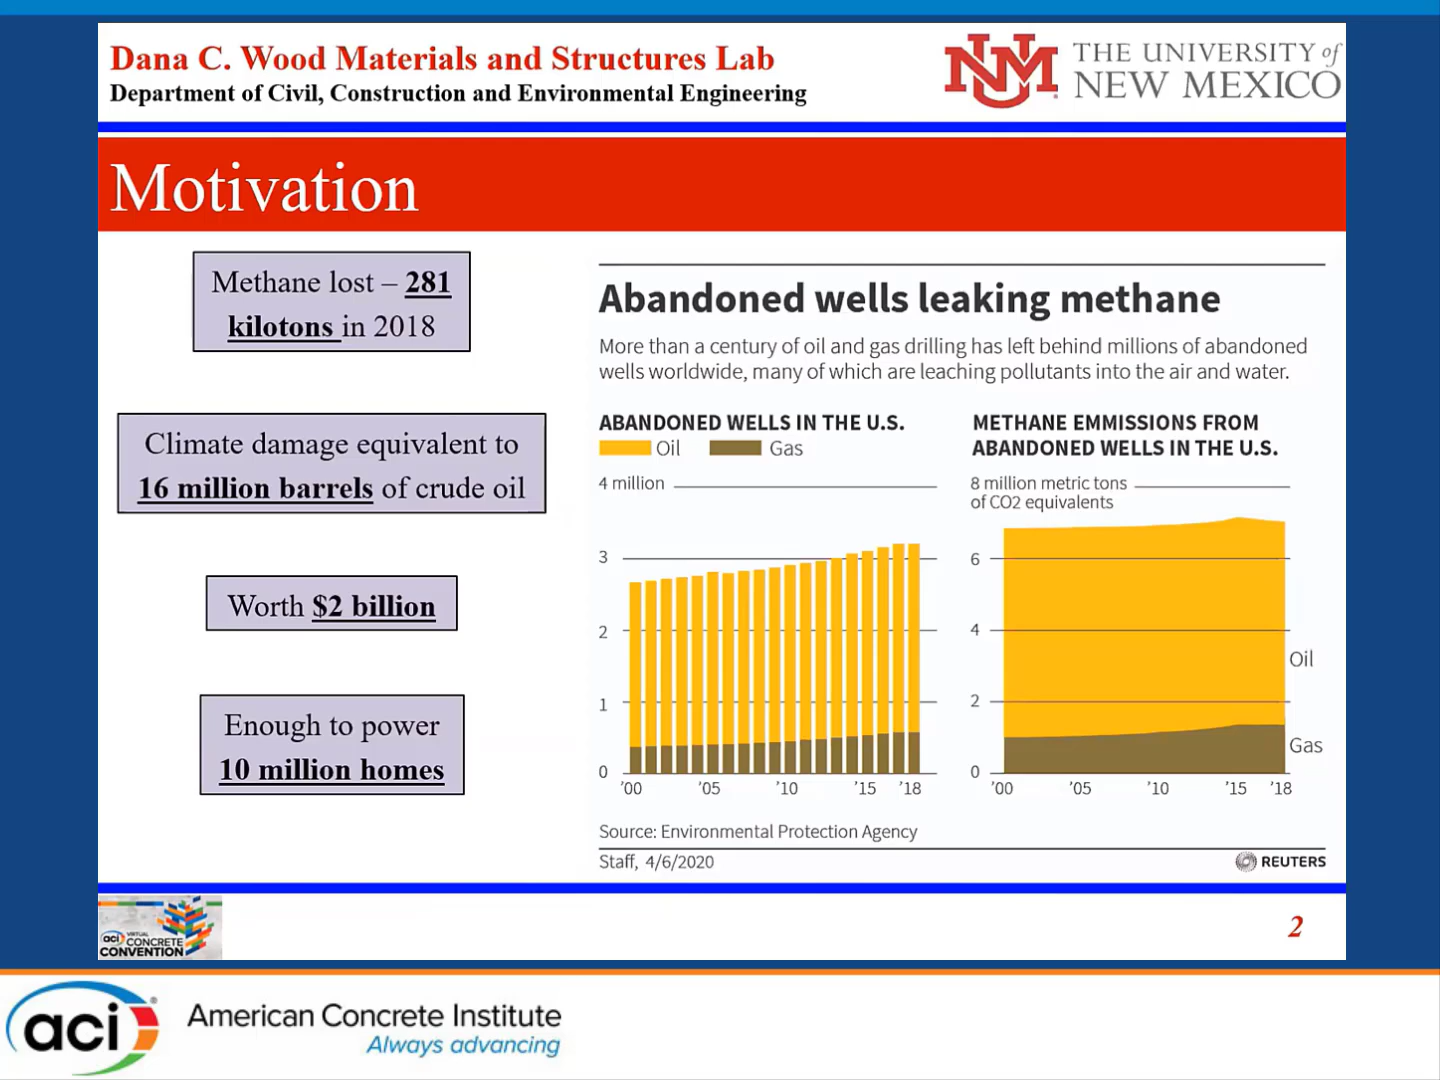 Dana C. Wood Materials and Structures Lab
Department of Civil, Construction and Environmental Engineering
UNM
THE UNIVERSITY of
NEW MEXICO
Motivation
Methane lost – 281
kilotons in 2018
Climate damage equivalent to
16 million barrels of crude oil
Worth $2 billion
Enough to power
10 million homes
Abandoned wells leaking methane
More than a century of oil and gas drilling has left behind millions of abandoned
wells worldwide, many of which are leaching pollutants into the air and water.
ABANDONED WELLS IN THE U.S.
Oil Gas
4 million
3
2
1
0
'00 '05 '10 '15 '18
METHANE EMMISSIONS FROM
ABANDONED WELLS IN THE U.S.
8 million metric tons
of CO2 equivalents
6
4
2
0
Oil
Gas
'00 '05 '10 '15 '18
Source: Environmental Protection Agency
Staff, 4/6/2020
REUTERS
aci VIRTUAL
CONCRETE
CONVENTION
2
aci
American Concrete Institute
Always advancing